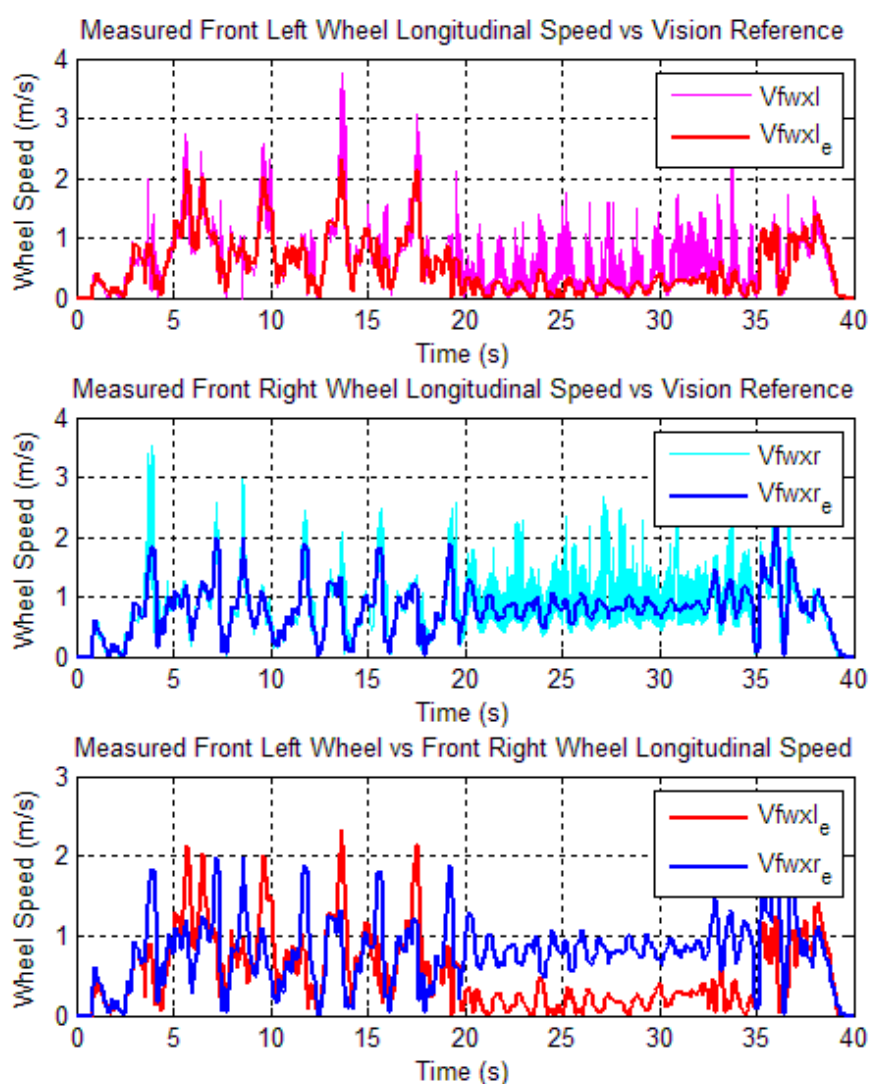 Measured Front Left Wheel Longitudinal Speed vs Vision Reference
4
3
2
1
0
Wheel Speed (m/s)
Vfwxl
Vfwxl_e
0 5 10 15 20 25 30 35 40
Time (s)
Measured Front Right Wheel Longitudinal Speed vs Vision Reference
4
3
2
1
0
Wheel Speed (m/s)
Vfwxr
Vfwxr_e
0 5 10 15 20 25 30 35 40
Time (s)
Measured Front Left Wheel vs Front Right Wheel Longitudinal Speed
3
2
1
0
Wheel Speed (m/s)
Vfwxl_e
Vfwxr_e
0 5 10 15 20 25 30 35 40
Time (s)